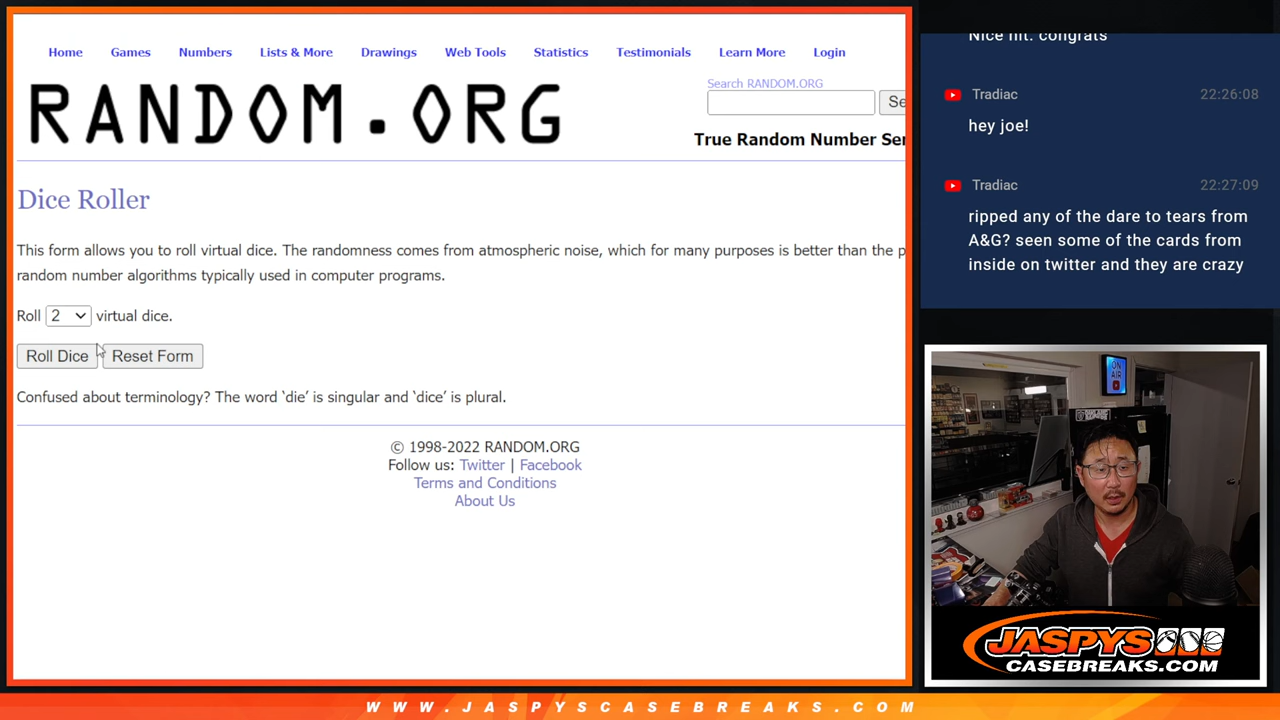 Home Games Numbers Lists & More Drawings Web Tools Statistics Testimonials Learn More Login
RANDOM.ORG
Search RANDOM.ORG
Se
True Random Number Ser
Dice Roller
This form allows you to roll virtual dice. The randomness comes from atmospheric noise, which for many purposes is better than the p
random number algorithms typically used in computer programs.
Roll 2 virtual dice.
Roll Dice Reset Form
Confused about terminology? The word ‘die’ is singular and ‘dice’ is plural.
© 1998-2022 RANDOM.ORG
Follow us: Twitter | Facebook
Terms and Conditions
About Us
Nice hit. congrats
Tradiac 22:26:08
hey joe!
Tradiac 22:27:09
ripped any of the dare to tears from
A&G? seen some of the cards from
inside on twitter and they are crazy
ON
AIR
JASPYS
CASEBREAKS.COM
WWW.JASPYSCASEBREAKS.COM